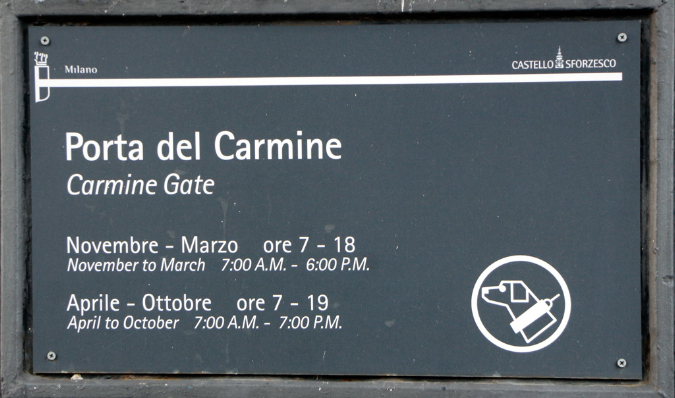 Milano
CASTELLO SFORZESCO
Porta del Carmine
Carmine Gate
Novembre - Marzo ore 7 - 18
November to March 7:00 A.M. - 6:00 P.M.
Aprile - Ottobre ore 7 - 19
April to October 7:00 A.M. - 7:00 P.M.